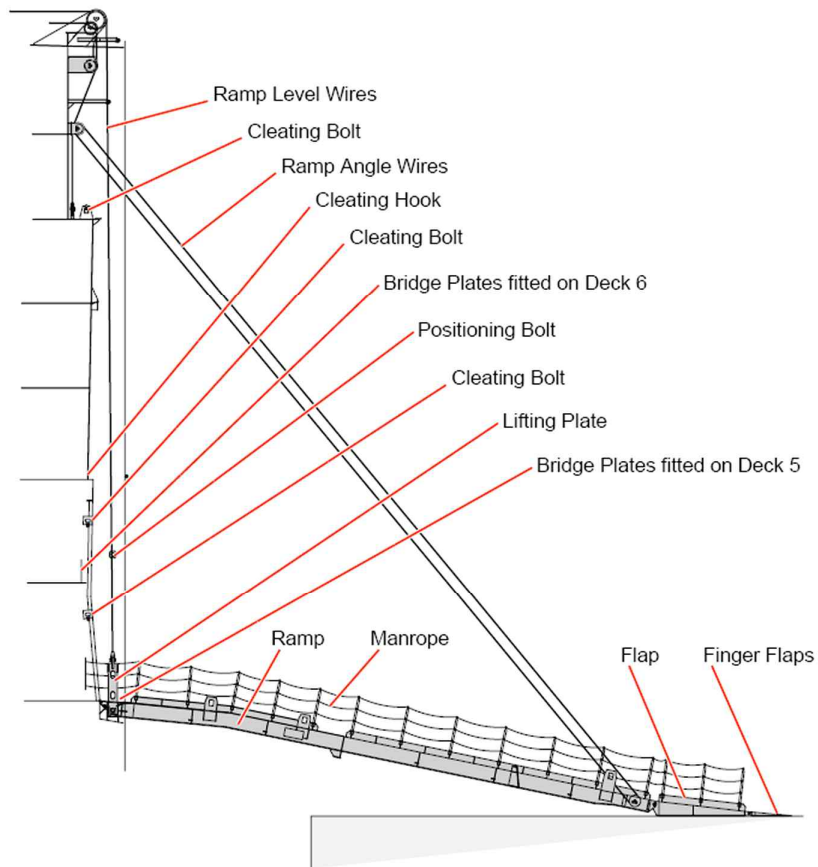 Ramp Level Wires
Cleating Bolt
Ramp Angle Wires
Cleating Hook
Cleating Bolt
Bridge Plates fitted on Deck 6
Positioning Bolt
Cleating Bolt
Lifting Plate
Bridge Plates fitted on Deck 5
Ramp
Manrope
Flap
Finger Flaps